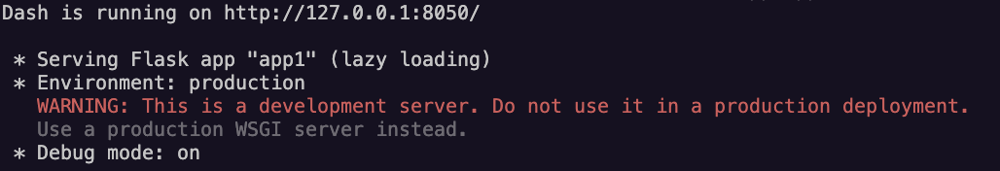 Dash is running on http://127.0.0.1:8050/
* Serving Flask app "app1" (lazy loading)
* Environment: production
WARNING: This is a development server. Do not use it in a production deployment.
Use a production WSGI server instead.
* Debug mode: on